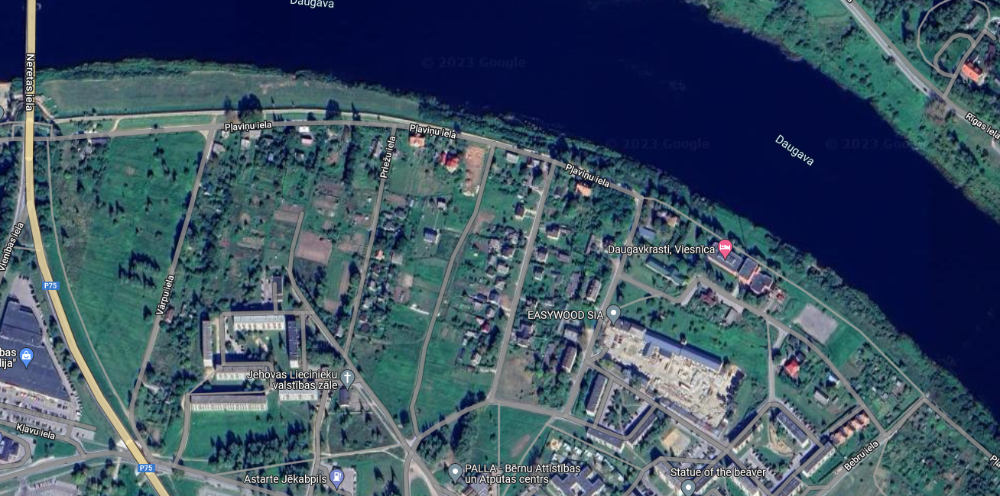 Daugava
Neretas iela
© 2023 Google
Pļaviņu iela
Pļaviņu iela
Priežu iela
© 2023 Google
© 2023 Google
Daugava
Rīgas iela
Pļaviņu iela
Vienības iela
Daugavkrasti, Viesnīca
P75
Vārpu iela
EASYWOOD SIA
bas
lija"
Jehovas Liecinieku
valstības zāle
Kļavu iela
Bebru iela
P75
PALLA - Bērnu Attīstības
un Atpūtas centrs
Astarte Jēkabpils
Statue of the beaver